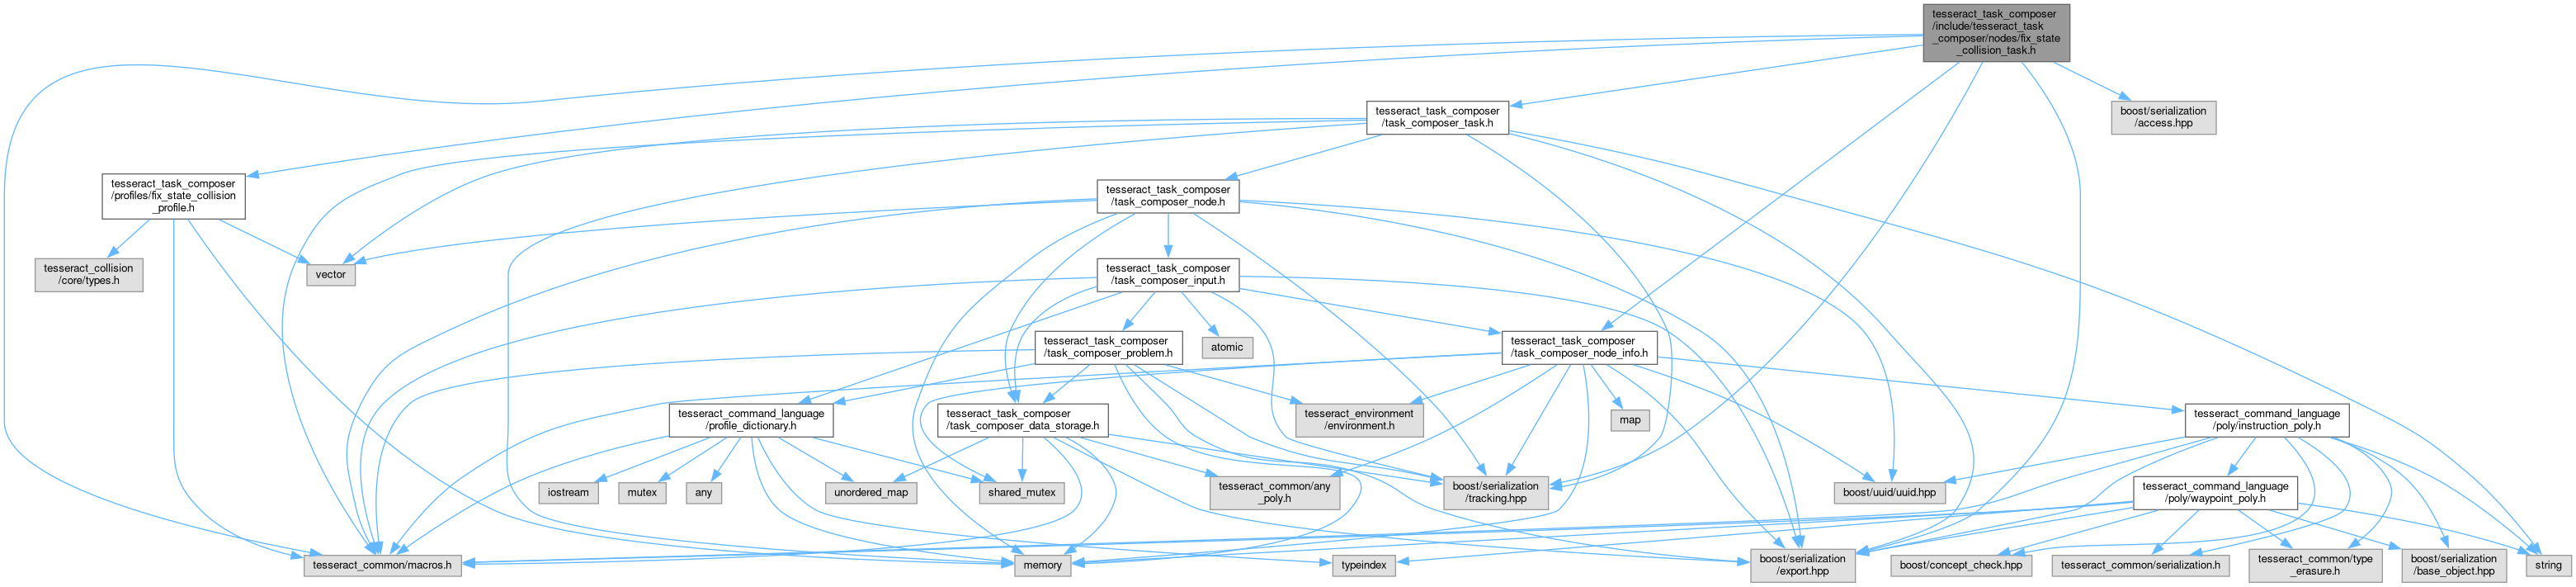 tesseract_task_composer
/include/tesseract_task
_composer/nodes/fix_state
_collision_task.h
tesseract_task_composer
/task_composer_task.h
boost/serialization
/access.hpp
tesseract_task_composer
/profiles/fix_state_collision
_profile.h
tesseract_task_composer
/task_composer_node.h
tesseract_collision
/core/types.h
vector
tesseract_task_composer
/task_composer_input.h
tesseract_task_composer
/task_composer_problem.h
atomic
tesseract_task_composer
/task_composer_node_info.h
tesseract_command_language
/profile_dictionary.h
tesseract_task_composer
/task_composer_data_storage.h
tesseract_environment
/environment.h
map
tesseract_command_language
/poly/instruction_poly.h
iostream
mutex
any
unordered_map
shared_mutex
tesseract_common/any
_poly.h
boost/serialization
/tracking.hpp
boost/uuid/uuid.hpp
tesseract_command_language
/poly/waypoint_poly.h
tesseract_common/macros.h
memory
typeindex
boost/serialization
/export.hpp
boost/concept_check.hpp
tesseract_common/serialization.h
tesseract_common/type
_erasure.h
boost/serialization
/base_object.hpp
string